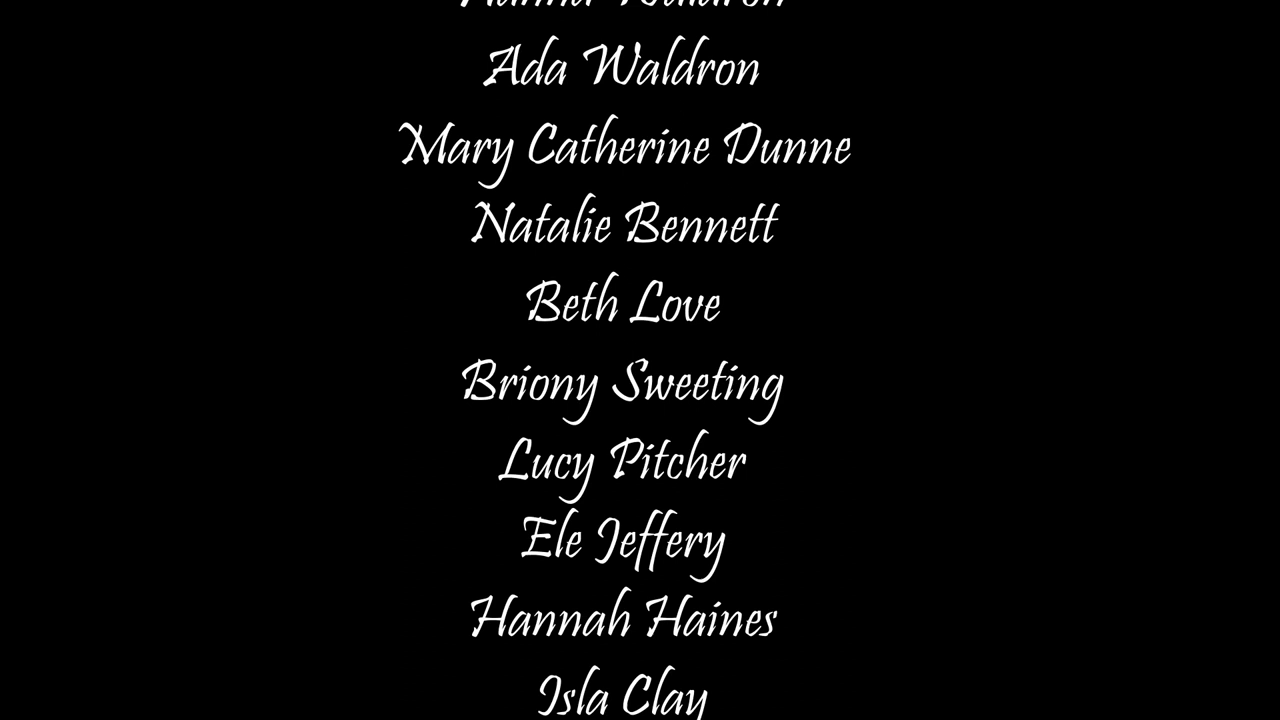 Waldron
Ada Waldron
Mary Catherine Dunne
Natalie Bennett
Beth Love
Briony Sweeting
Lucy Pitcher
Ele Jeffery
Hannah Haines
Isla Clay